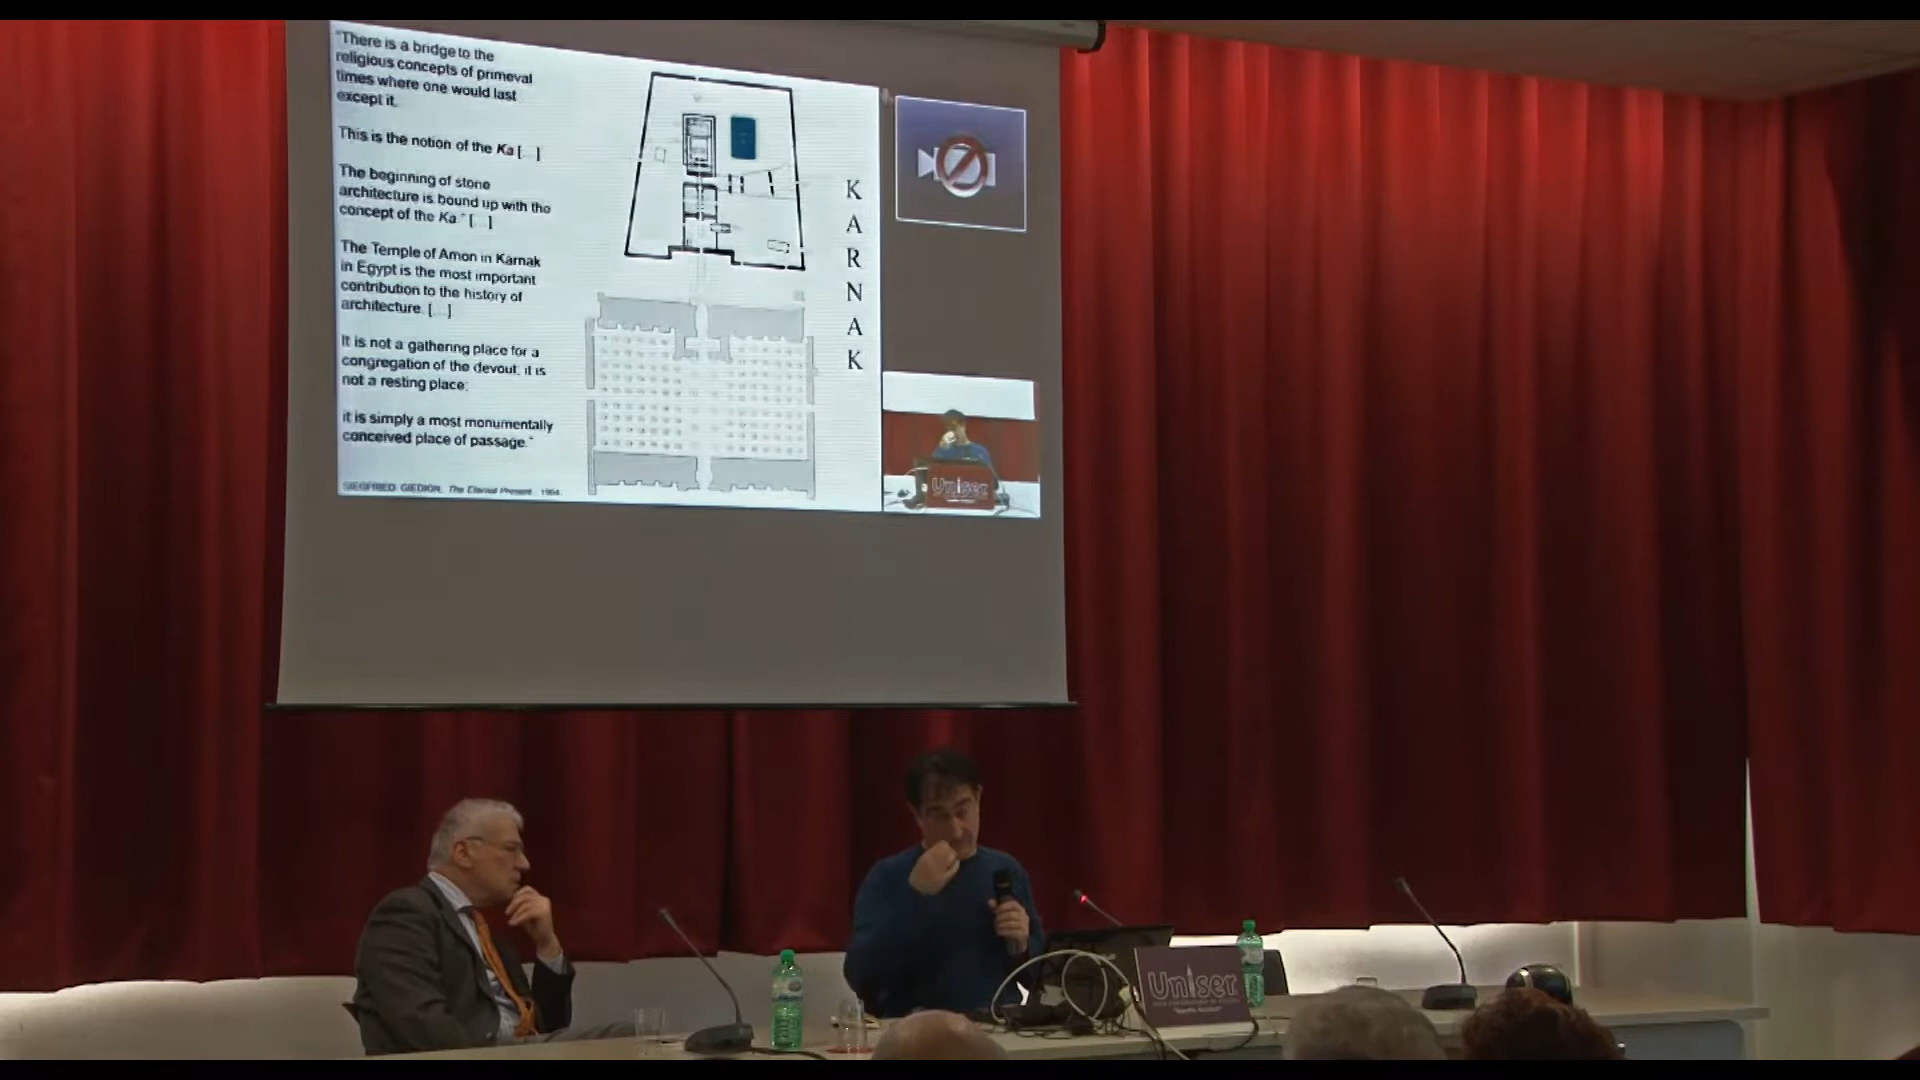 "There is a bridge to the
religious concepts of primeval
times where one would last
except it.
This is the notion of the Ka [...]
The beginning of stone
architecture is bound up with the
concept of the Ka." [...]
The Temple of Amon in Karnak
in Egypt is the most important
contribution to the history of
architecture. [...]
It is not a gathering place for a
congregation of the devout; it is
not a resting place;
it is simply a most monumentally
conceived place of passage."
SIEGFRIED GIEDION, The Eternal Present, 1964.
K
A
R
N
A
K
Uniser
Uniser